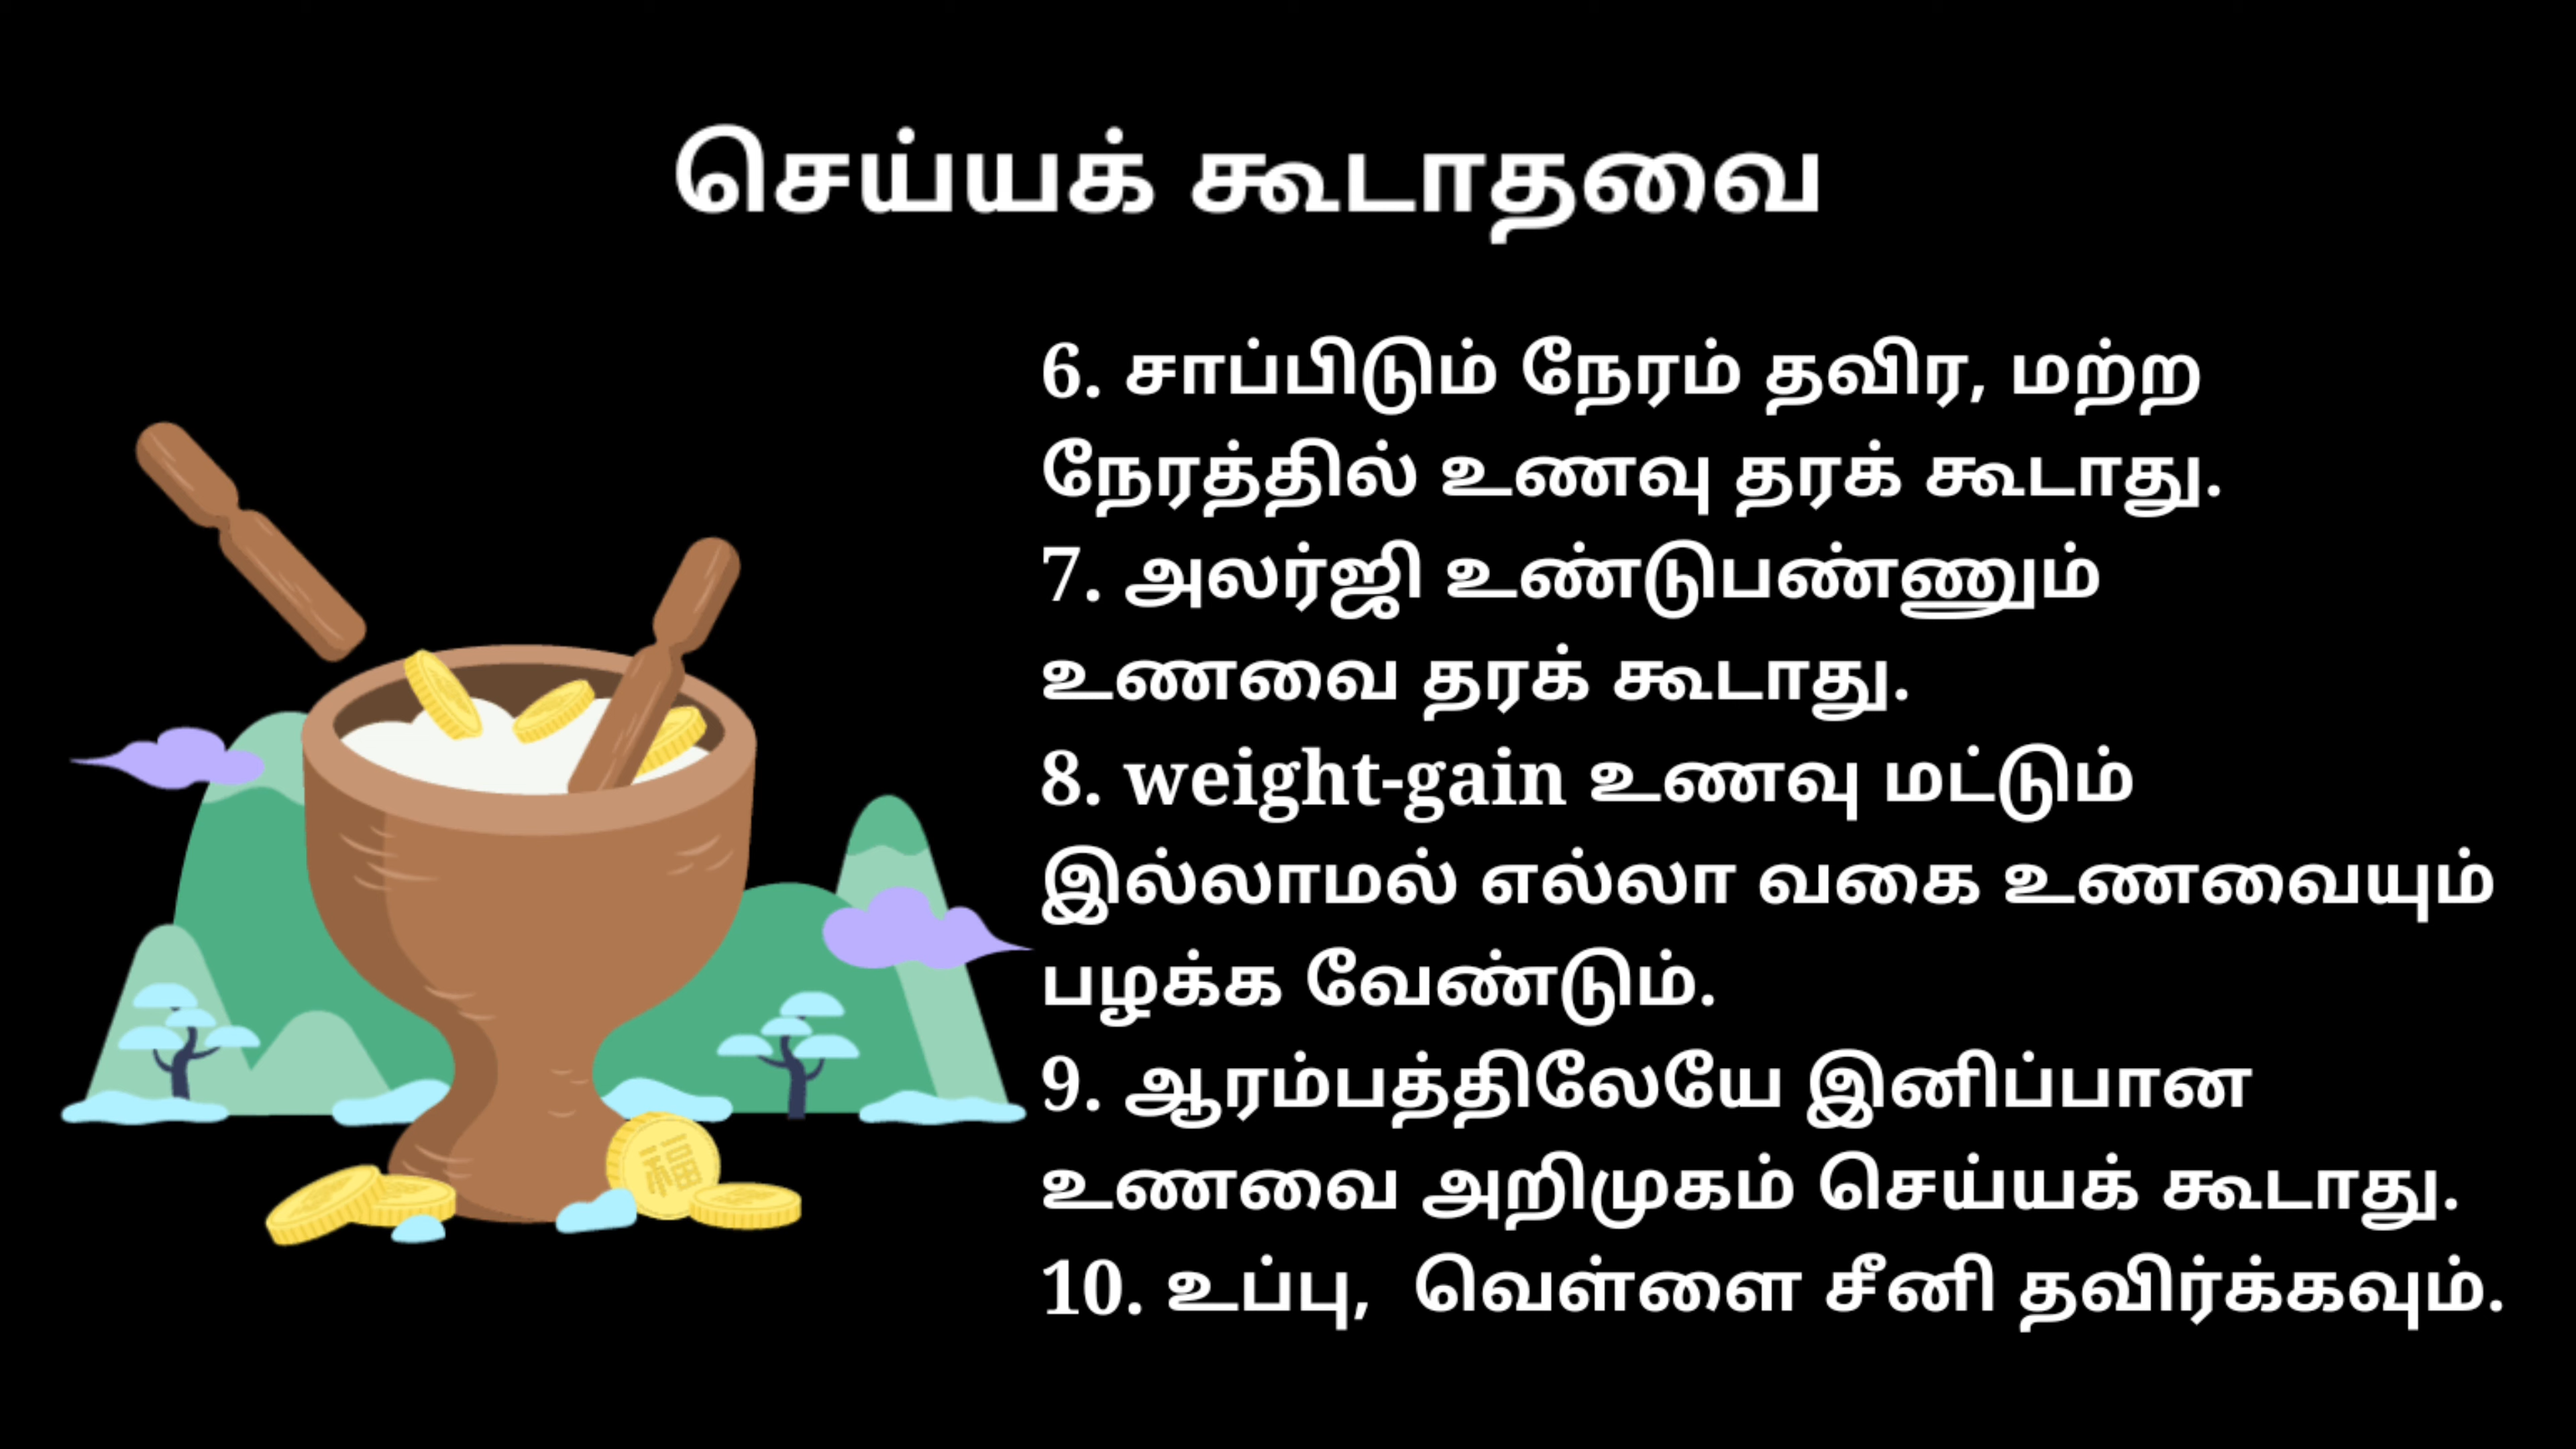 செய்யக் கூடாதவை
6. சாப்பிடும் நேரம் தவிர, மற்ற
நேரத்தில் உணவு தரக் கூடாது.
7. அலர்ஜி உண்டுபண்ணும்
உணவை தரக் கூடாது.
8. weight-gain உணவு மட்டும்
இல்லாமல் எல்லா வகை உணவையும்
பழக்க வேண்டும்.
9. ஆரம்பத்திலேயே இனிப்பான
உணவை அறிமுகம் செய்யக் கூடாது.
10. உப்பு,  வெள்ளை சீனி தவிர்க்கவும்.
福